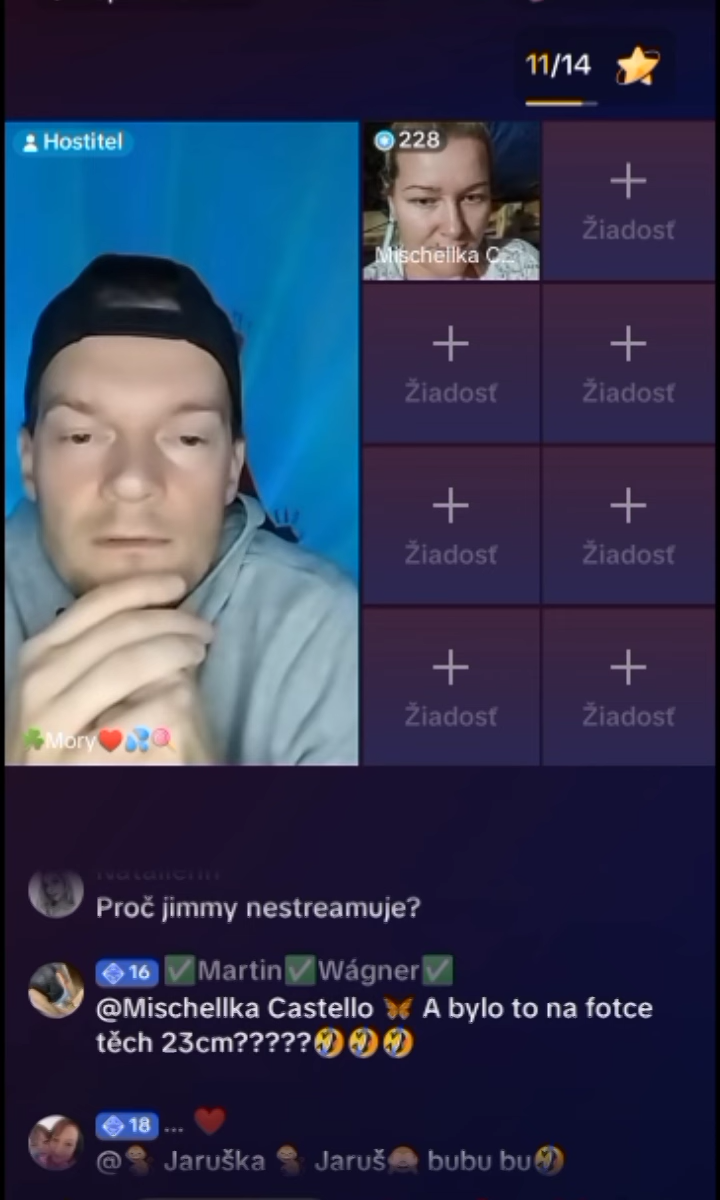 11/14
Hostiteľ
228
Mischellka C...
Žiadosť
Žiadosť
Žiadosť
Žiadosť
Žiadosť
Žiadosť
Žiadosť
🍀Mory❤️💦🍭
Proč jimmy nestreamuje?
16 ✅Martin✅Wágner✅
@Mischellka Castello 🦋 A bylo to na fotce
těch 23cm?????🤣🤣🤣
18 ... ❤️
@🐒 Jaruška 🐒 Jaruš🙈 bubu bu🤣